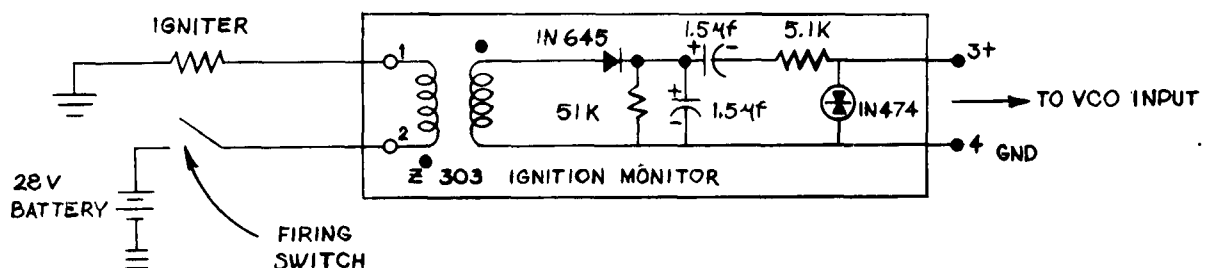 IGNITER
1
IN645
1.5µf
5.1K
3+
+
-
51K
+
-
1.5µf
IN474
TO VCO INPUT
2
4 GND
Z 303 IGNITION MONITOR
28V
BATTERY
FIRING
SWITCH